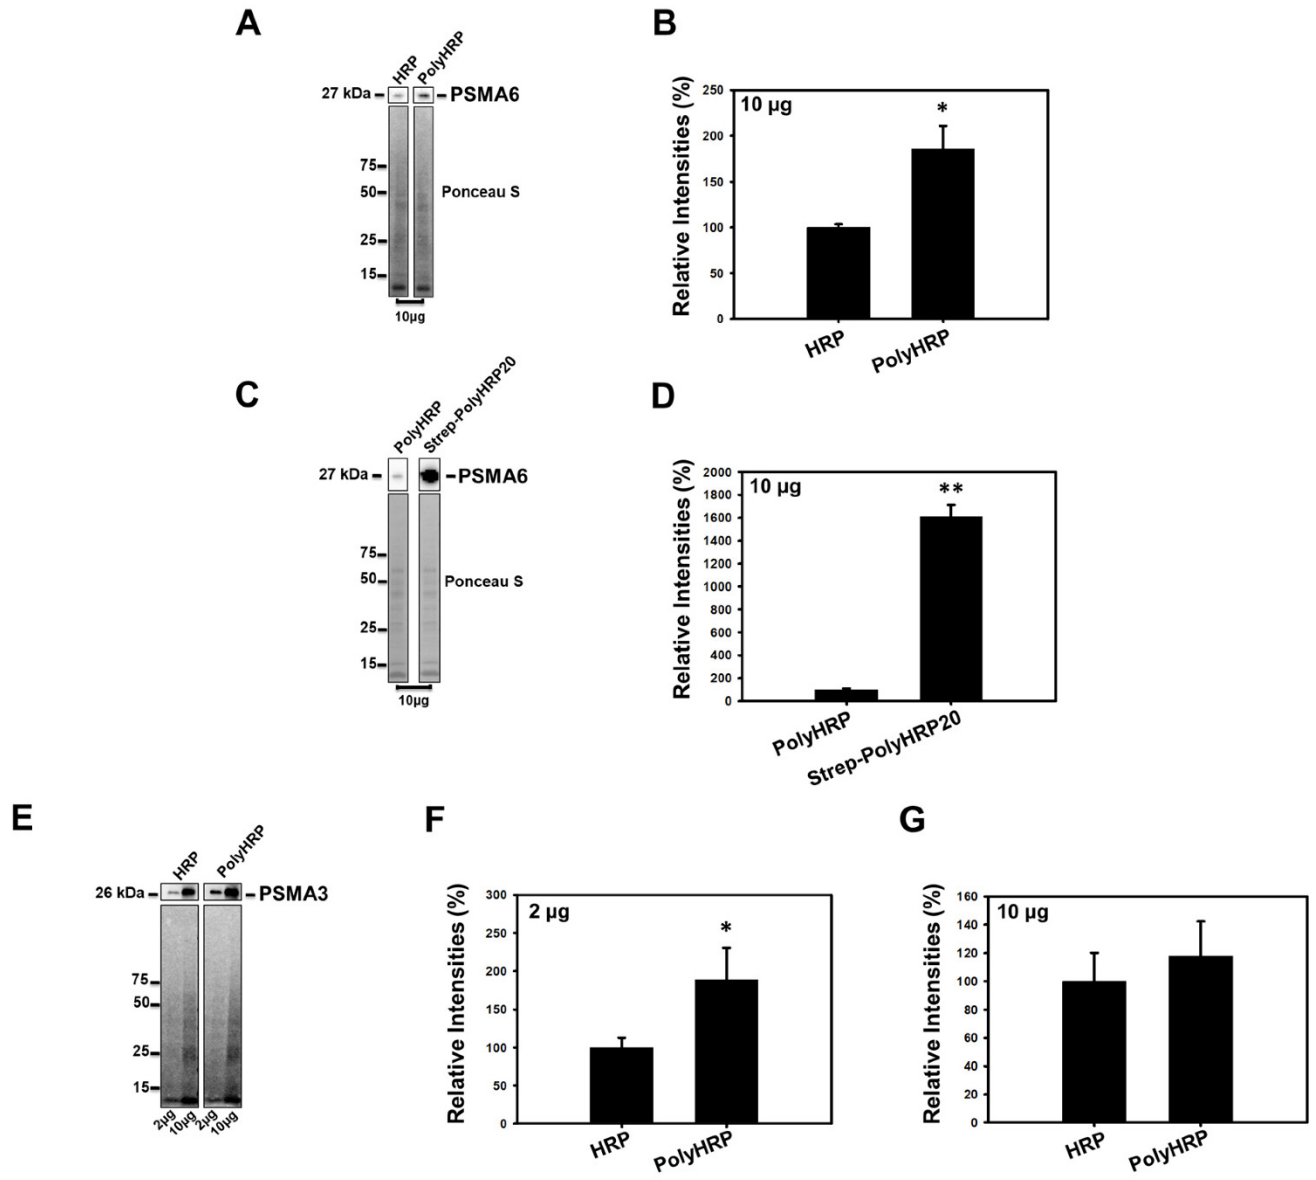 A
HRP
PolyHRP
27 kDa
PSMA6
75
50
25
15
Ponceau S
10µg
B
Relative Intensities (%)
250
200
150
100
50
0
10 µg
*
HRP
PolyHRP
C
PolyHRP
Strep-PolyHRP20
27 kDa
PSMA6
75
50
25
15
Ponceau S
10µg
D
Relative Intensities (%)
2000
1800
1600
1400
1200
1000
800
600
400
200
0
10 µg
**
PolyHRP
Strep-PolyHRP20
E
HRP
PolyHRP
26 kDa
PSMA3
75
50
25
15
2µg
10µg
2µg
10µg
F
Relative Intensities (%)
300
250
200
150
100
50
0
2 µg
*
HRP
PolyHRP
G
Relative Intensities (%)
160
140
120
100
80
60
40
20
0
10 µg
HRP
PolyHRP